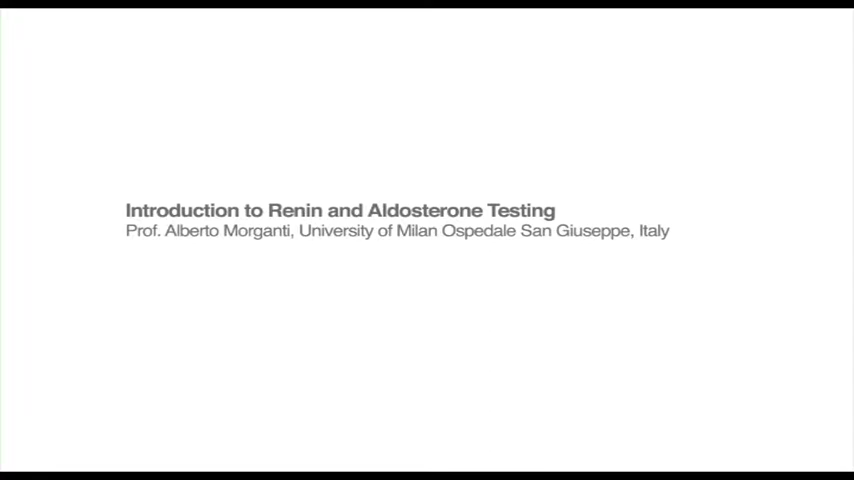 Introduction to Renin and Aldosterone Testing
Prof. Alberto Morganti, University of Milan Ospedale San Giuseppe, Italy